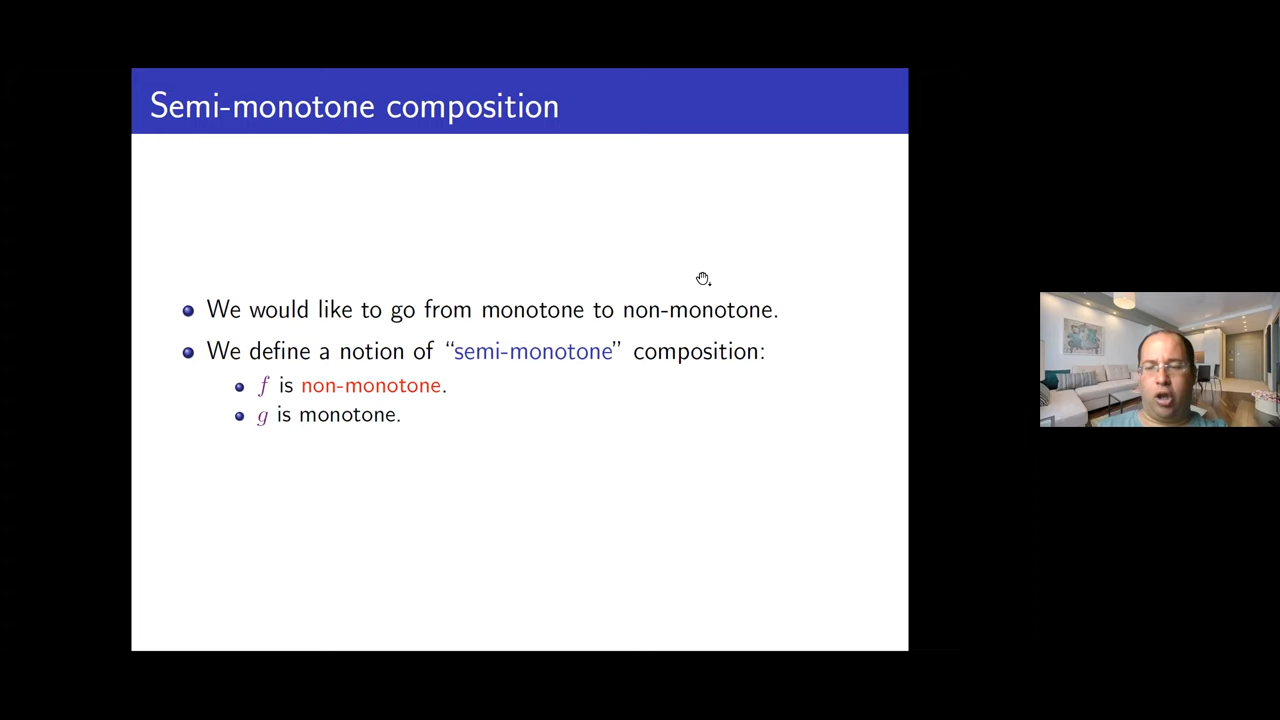 Semi-monotone composition
We would like to go from monotone to non-monotone.
We define a notion of “semi-monotone” composition:
f is non-monotone.
g is monotone.